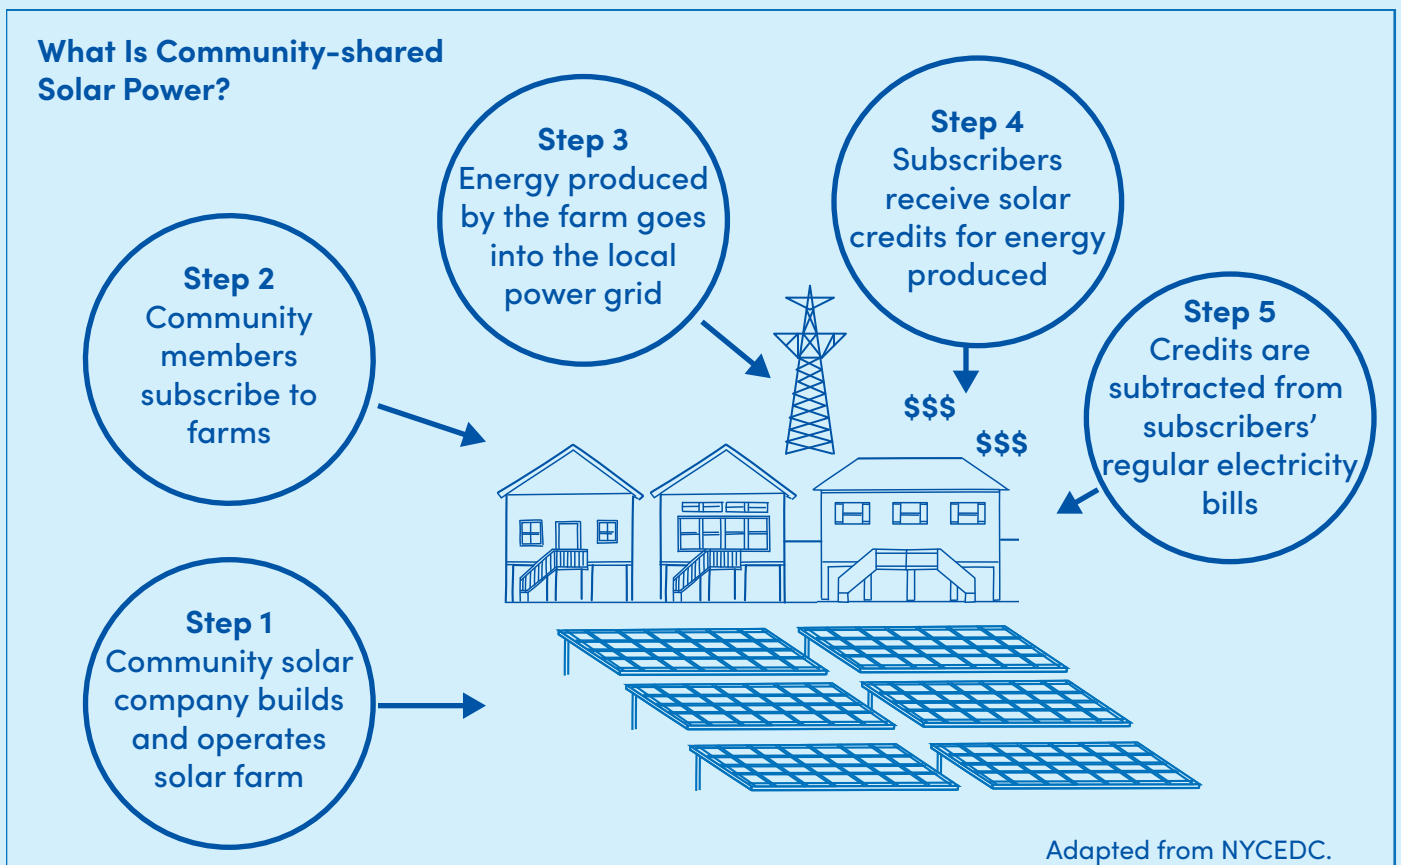 What Is Community-shared
Solar Power?
Step 1
Community solar
company builds
and operates
solar farm
Step 2
Community
members
subscribe to
farms
Step 3
Energy produced
by the farm goes
into the local
power grid
Step 4
Subscribers
receive solar
credits for energy
produced
$$$
$$$
Step 5
Credits are
subtracted from
subscribers’
regular electricity
bills
Adapted from NYCEDC.